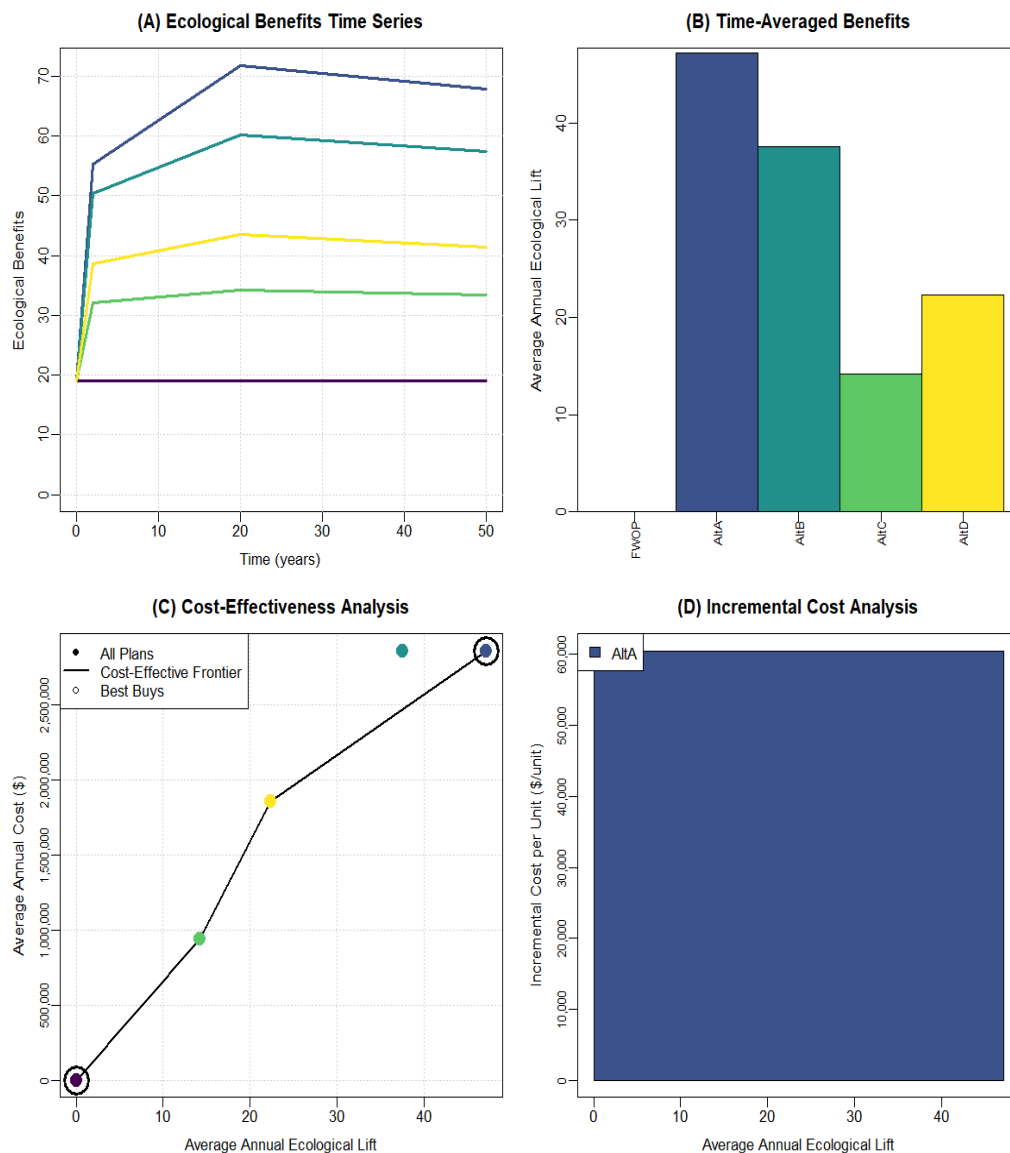 (A) Ecological Benefits Time Series
Ecological Benefits
0
10
20
30
40
50
60
70
0
10
20
30
40
50
Time (years)
(B) Time-Averaged Benefits
Average Annual Ecological Lift
0
10
20
30
40
FWOP
AltA
AltB
AltC
AltD
(C) Cost-Effectiveness Analysis
All Plans
Cost-Effective Frontier
Best Buys
Average Annual Cost ($)
0
500,000
1,000,000
1,500,000
2,000,000
2,500,000
0
10
20
30
40
Average Annual Ecological Lift
(D) Incremental Cost Analysis
AltA
Incremental Cost per Unit ($/unit)
0
10,000
20,000
30,000
40,000
50,000
60,000
0
10
20
30
40
Average Annual Ecological Lift